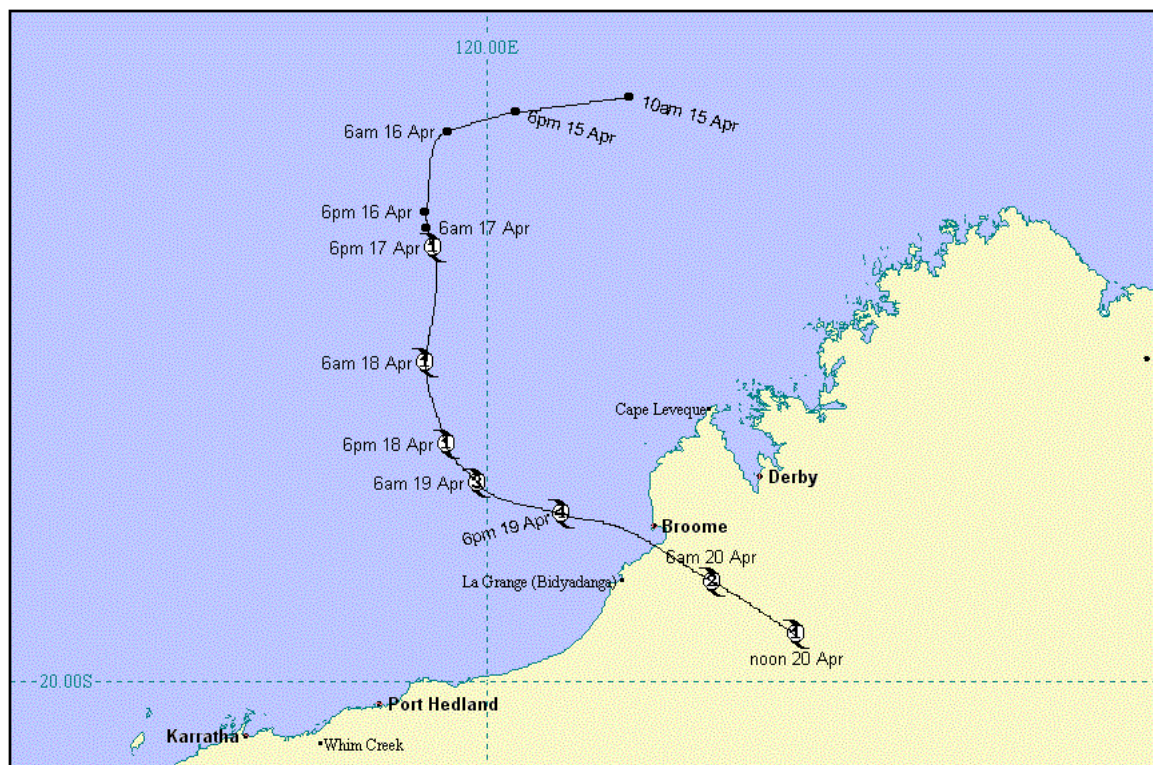 120.00E
10am 15 Apr
6pm 15 Apr
6am 16 Apr
6pm 16 Apr
6am 17 Apr
6pm 17 Apr
1
6am 18 Apr
1
Cape Leveque
6pm 18 Apr
1
6am 19 Apr
3
Derby
6pm 19 Apr
4
Broome
6am 20 Apr
La Grange (Bidyadanga)
2
1
noon 20 Apr
20.00S
Port Hedland
Karratha
Whim Creek